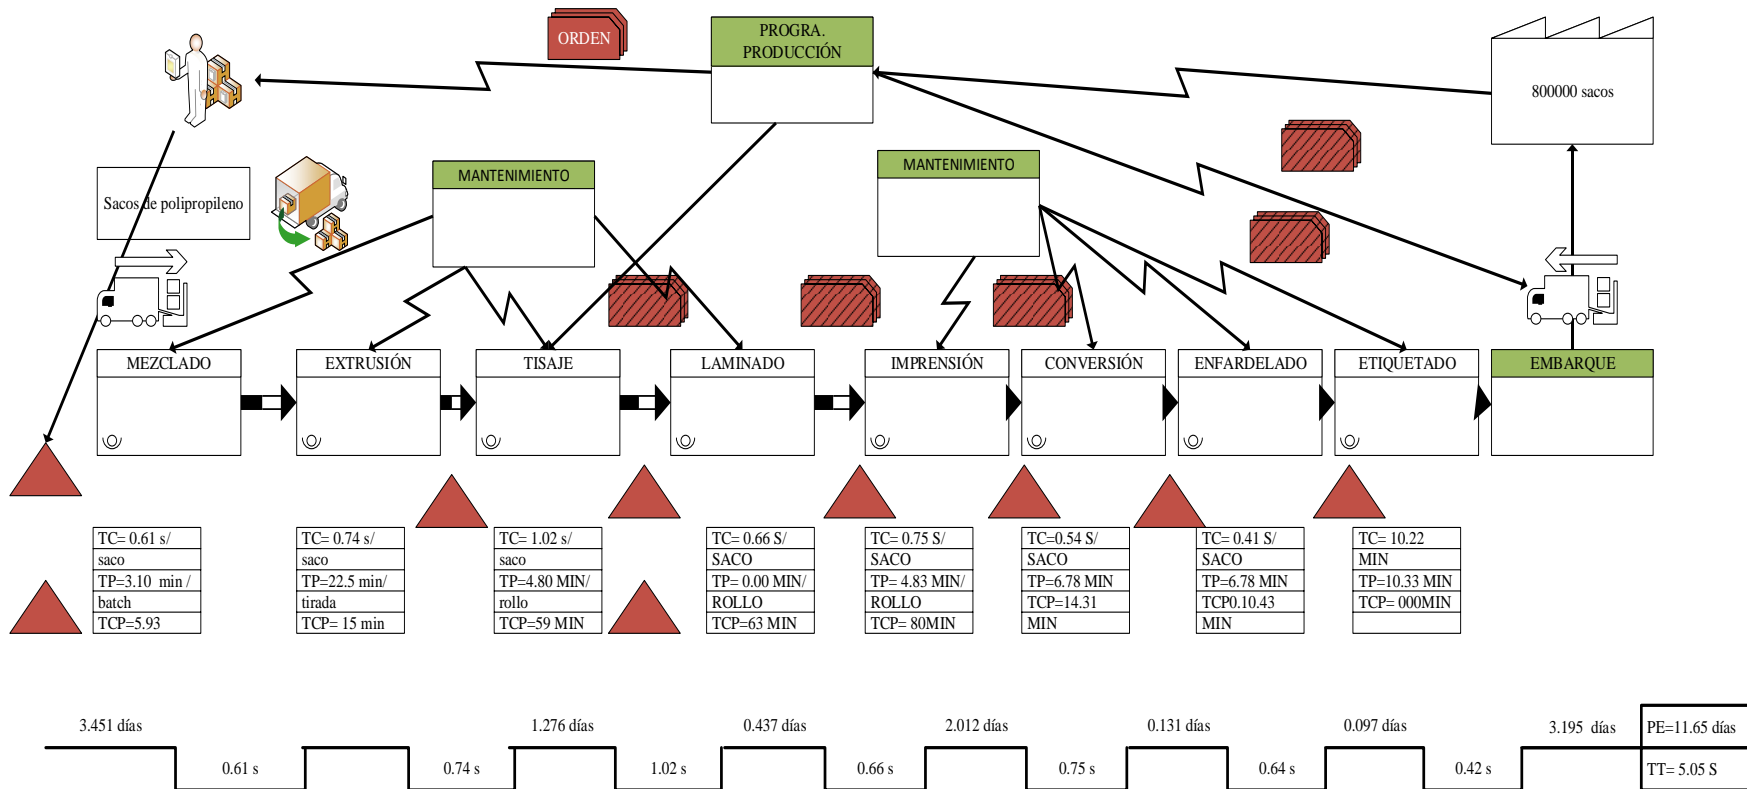 ORDEN
PROGRA.
PRODUCCIÓN
800000 sacos
Sacos de polipropileno
MANTENIMIENTO
MANTENIMIENTO
MEZCLADO
EXTRUSIÓN
TISAJE
LAMINADO
IMPRENSIÓN
CONVERSIÓN
ENFARDELADO
ETIQUETADO
EMBARQUE
TC= 0.61 s/
saco
TP=3.10 min /
batch
TCP=5.93
TC= 0.74 s/
saco
TP=22.5 min/
tirada
TCP= 15 min
TC= 1.02 s/
saco
TP=4.80 MIN/
rollo
TCP=59 MIN
TC= 0.66 S/
SACO
TP= 0.00 MIN/
ROLLO
TCP=63 MIN
TC= 0.75 S/
SACO
TP= 4.83 MIN/
ROLLO
TCP= 80MIN
TC=0.54 S/
SACO
TP=6.78 MIN
TCP=14.31
MIN
TC= 0.41 S/
SACO
TP=6.78 MIN
TCP0.10.43
MIN
TC= 10.22
MIN
TP=10.33 MIN
TCP= 000MIN
3.451 días
1.276 días
0.437 días
2.012 días
0.131 días
0.097 días
3.195 días
PE=11.65 días
0.61 s
0.74 s
1.02 s
0.66 s
0.75 s
0.64 s
0.42 s
TT= 5.05 S